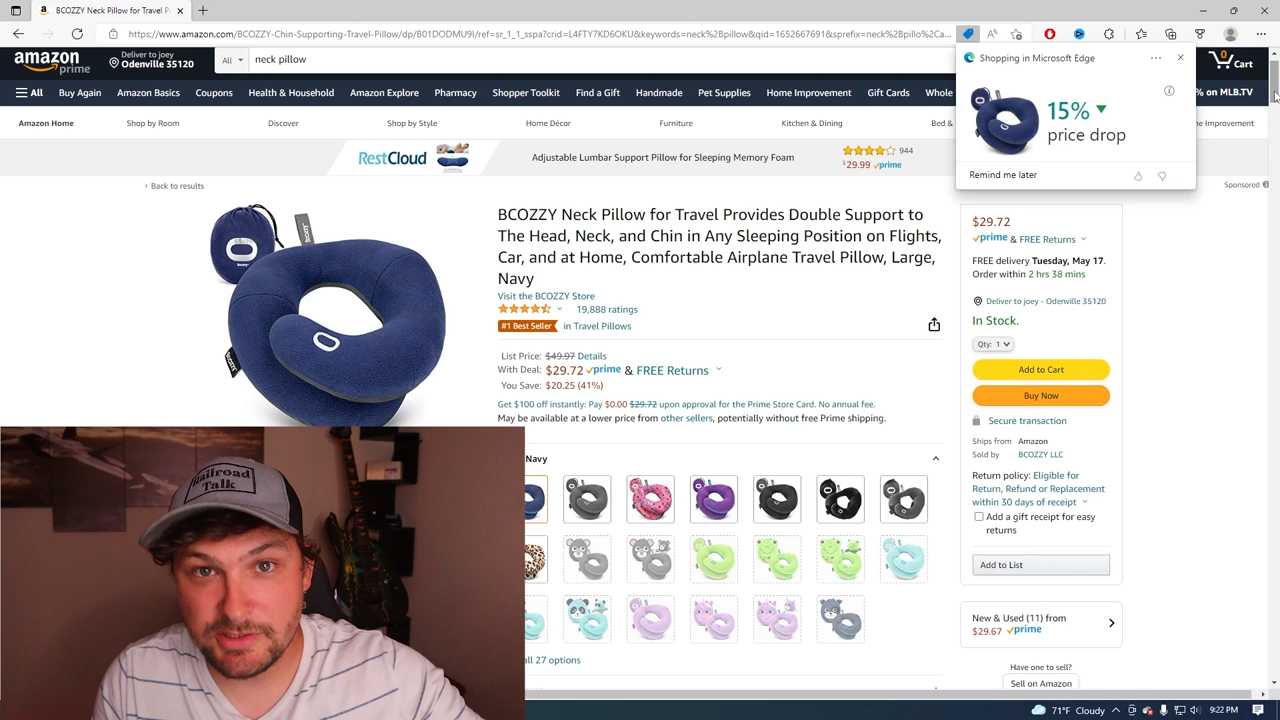 BCOZZY Neck Pillow for Travel P
https://www.amazon.com/BCOZZY-Chin-Supporting-Travel-Pillow/dp/B01DODMU9I/ref=sr_1_1_sspa?crid=L4FTY7KD6OKU&keywords=neck%2Bpillow&qid=1652667691&sprefix=neck%2Bpillo%2Ca...
amazon
prime
Deliver to joey
Odenville 35120
All
neck pillow
0
Cart
All
Buy Again
Amazon Basics
Coupons
Health & Household
Amazon Explore
Pharmacy
Shopper Toolkit
Find a Gift
Handmade
Pet Supplies
Home Improvement
Gift Cards
Whole
% on MLB.TV
Amazon Home
Shop by Room
Discover
Shop by Style
Home Décor
Furniture
Kitchen & Dining
Bed &
me Improvement
Shopping in Microsoft Edge
15%
price drop
Remind me later
RestCloud
Adjustable Lumbar Support Pillow for Sleeping Memory Foam
944
$29.99 prime
Sponsored
‹ Back to results
BCOZZY Neck Pillow for Travel Provides Double Support to
The Head, Neck, and Chin in Any Sleeping Position on Flights,
Car, and at Home, Comfortable Airplane Travel Pillow, Large,
Navy
Visit the BCOZZY Store
19,888 ratings
#1 Best Seller in Travel Pillows
List Price: $49.97 Details
With Deal: $29.72 prime & FREE Returns
You Save: $20.25 (41%)
Get $100 off instantly: Pay $0.00 $29.72 upon approval for the Prime Store Card. No annual fee.
May be available at a lower price from other sellers, potentially without free Prime shipping.
Navy
all 27 options
$29.72
prime & FREE Returns
FREE delivery Tuesday, May 17.
Order within 2 hrs 38 mins
Deliver to joey - Odenville 35120
In Stock.
Qty: 1
Add to Cart
Buy Now
Secure transaction
Ships from Amazon
Sold by BCOZZY LLC
Return policy: Eligible for
Return, Refund or Replacement
within 30 days of receipt
Add a gift receipt for easy
returns
Add to List
New & Used (11) from
$29.67 prime
Have one to sell?
Sell on Amazon
Railroad
Talk
71°F Cloudy
9:22 PM